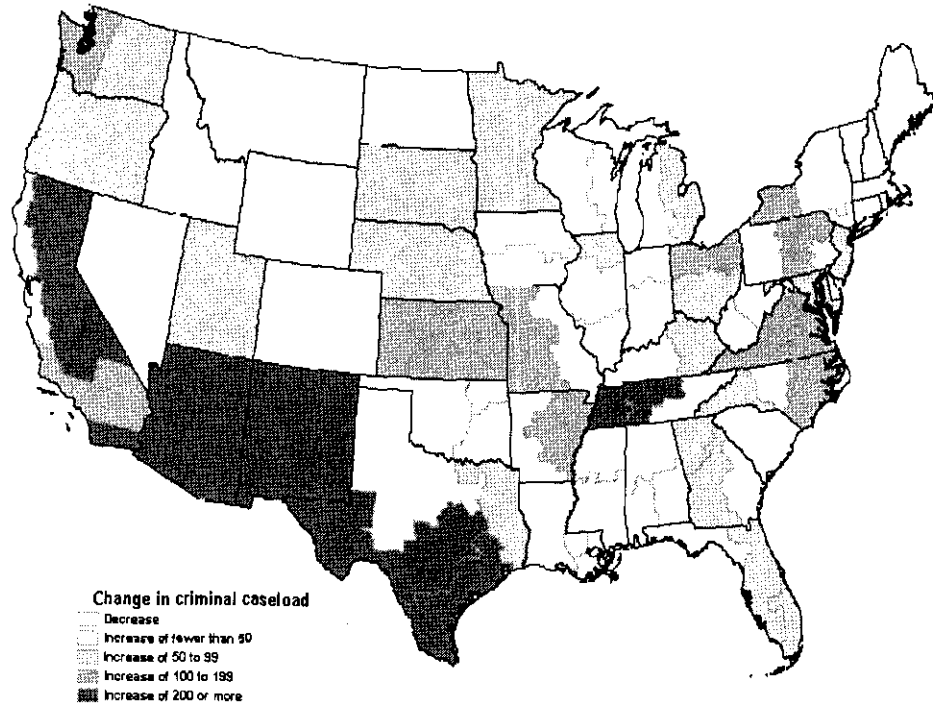 Change in criminal caseload
Decrease
Increase of fewer than 50
Increase of 50 to 99
Increase of 100 to 199
Increase of 200 or more